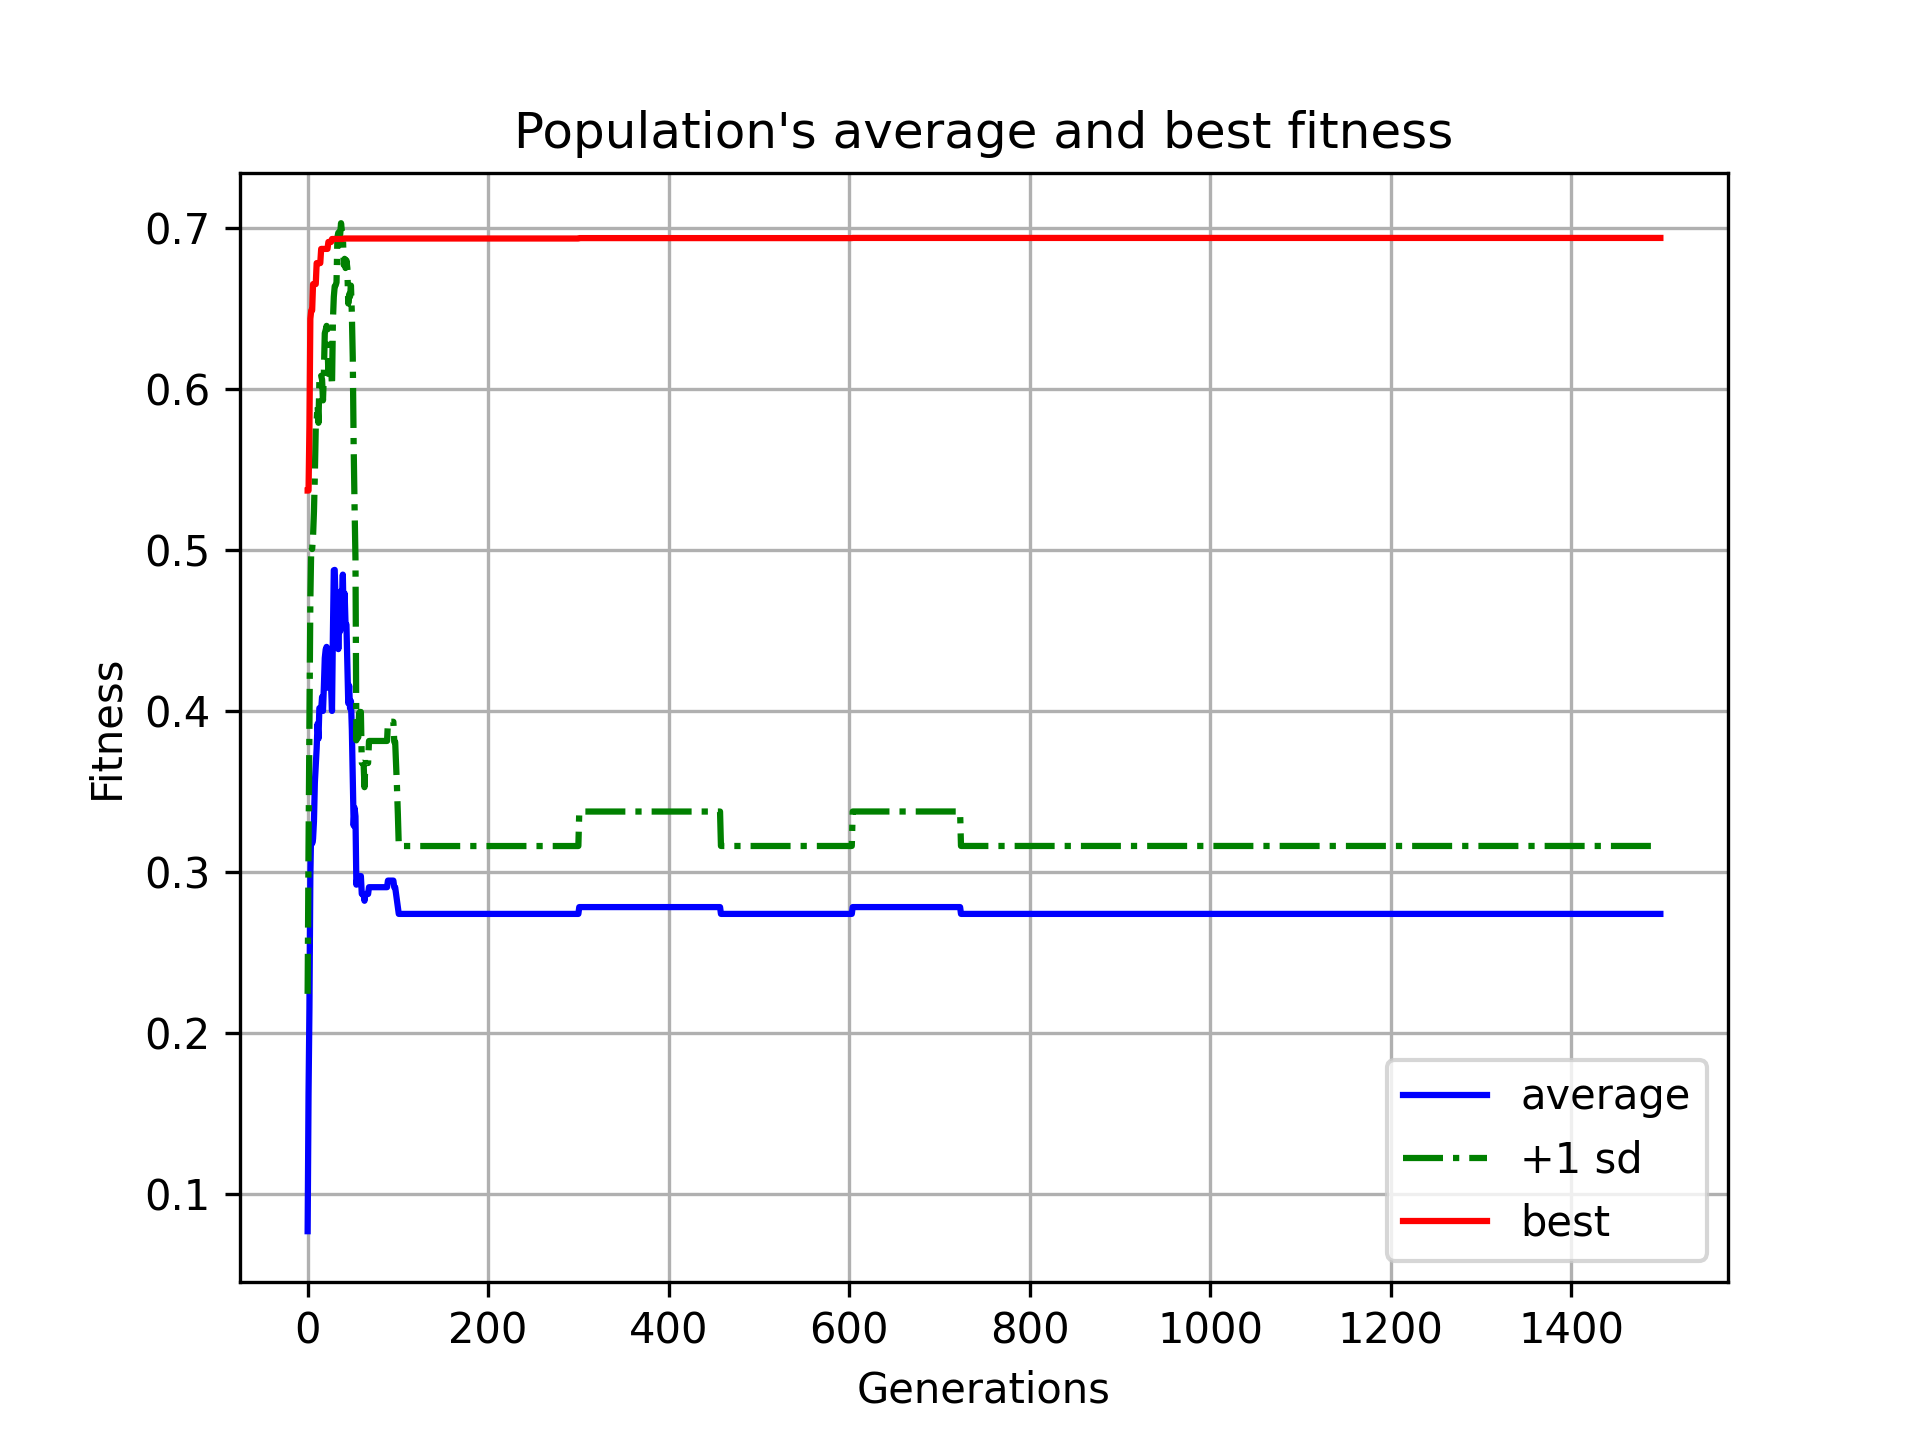 Population's average and best fitness
0.7
0.6
0.5
0.4
0.3
0.2
0.1
Fitness
average
+1 sd
best
0 200 400 600 800 1000 1200 1400
Generations